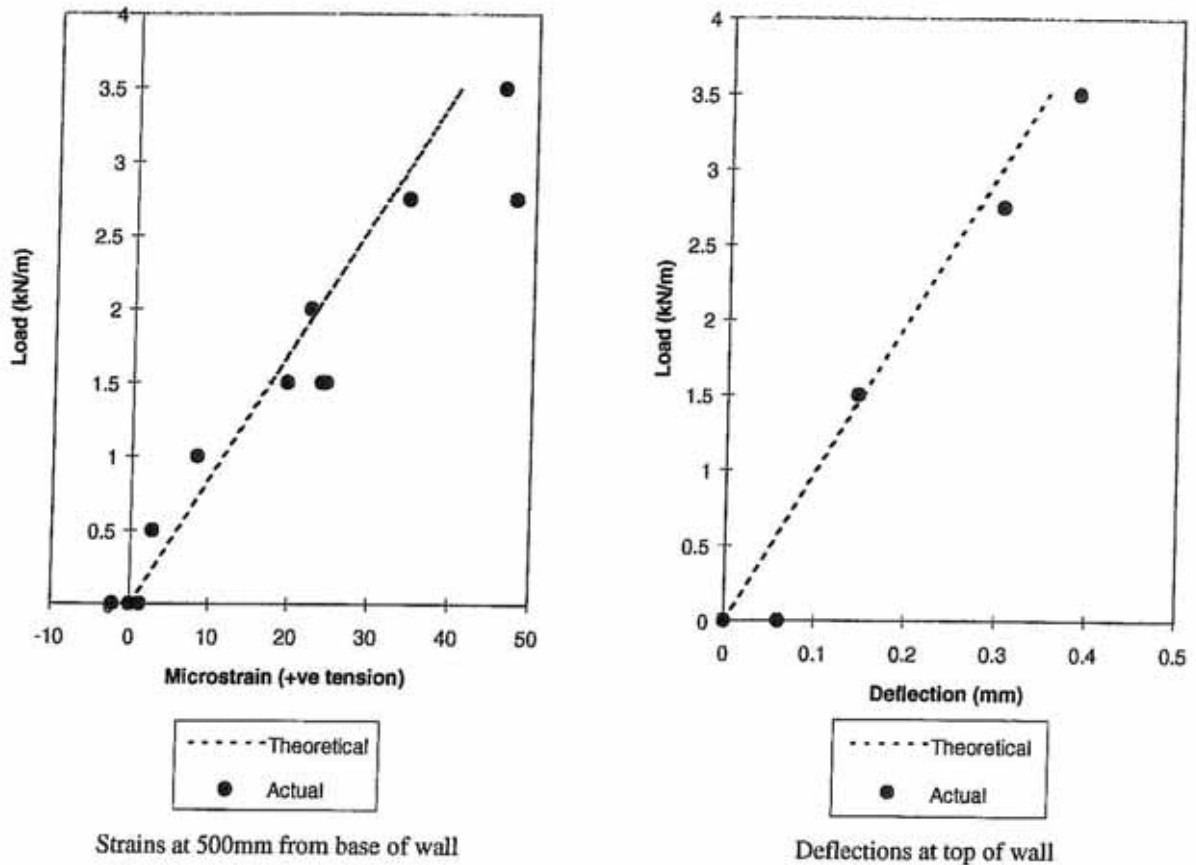 4
3.5
3
2.5
2
1.5
1
0.5
0
-10 0 10 20 30 40 50
Load (kN/m)
Microstrain (+ve tension)
Theoretical
Actual
Strains at 500mm from base of wall
4
3.5
3
2.5
2
1.5
1
0.5
0
0 0.1 0.2 0.3 0.4 0.5
Load (kN/m)
Deflection (mm)
Theoretical
Actual
Deflections at top of wall